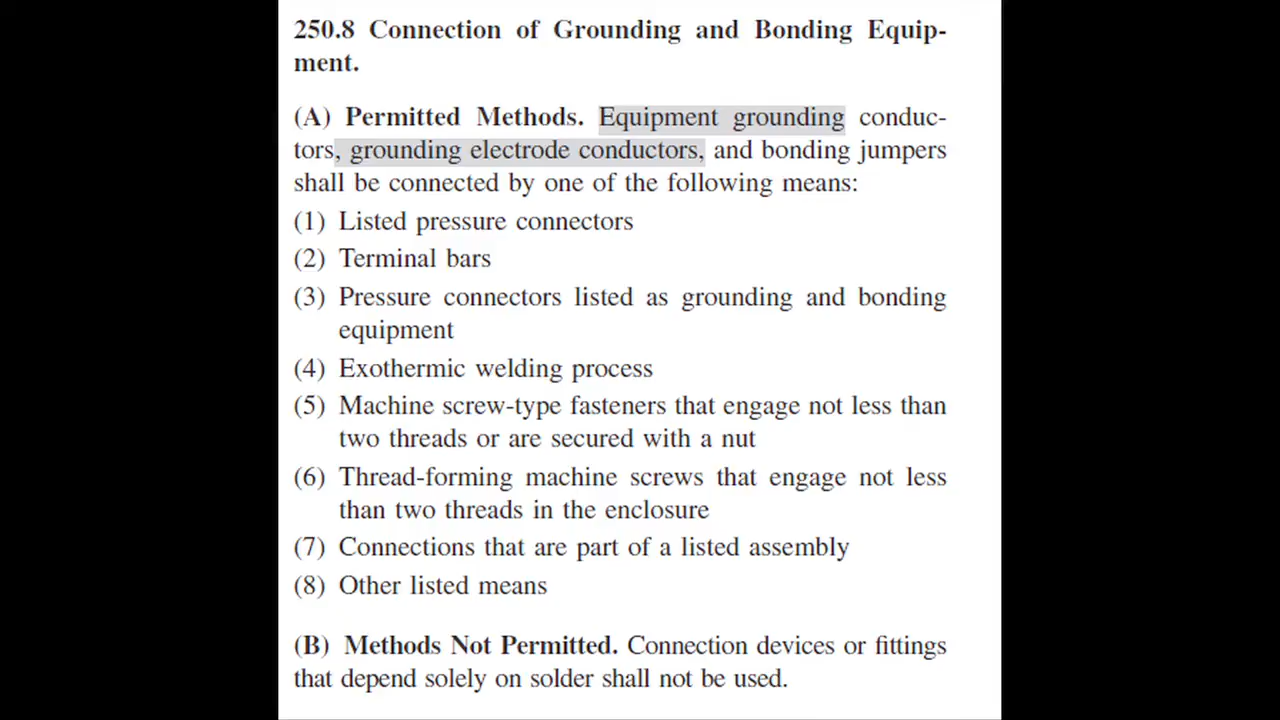 250.8 Connection of Grounding and Bonding Equip-
ment.
(A) Permitted Methods. Equipment grounding conduc-
tors, grounding electrode conductors, and bonding jumpers
shall be connected by one of the following means:
(1) Listed pressure connectors
(2) Terminal bars
(3) Pressure connectors listed as grounding and bonding
equipment
(4) Exothermic welding process
(5) Machine screw-type fasteners that engage not less than
two threads or are secured with a nut
(6) Thread-forming machine screws that engage not less
than two threads in the enclosure
(7) Connections that are part of a listed assembly
(8) Other listed means
(B) Methods Not Permitted. Connection devices or fittings
that depend solely on solder shall not be used.